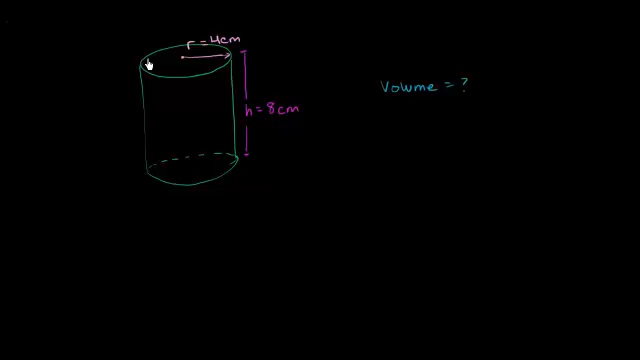 r = 4cm
Volume = ?
h = 8cm